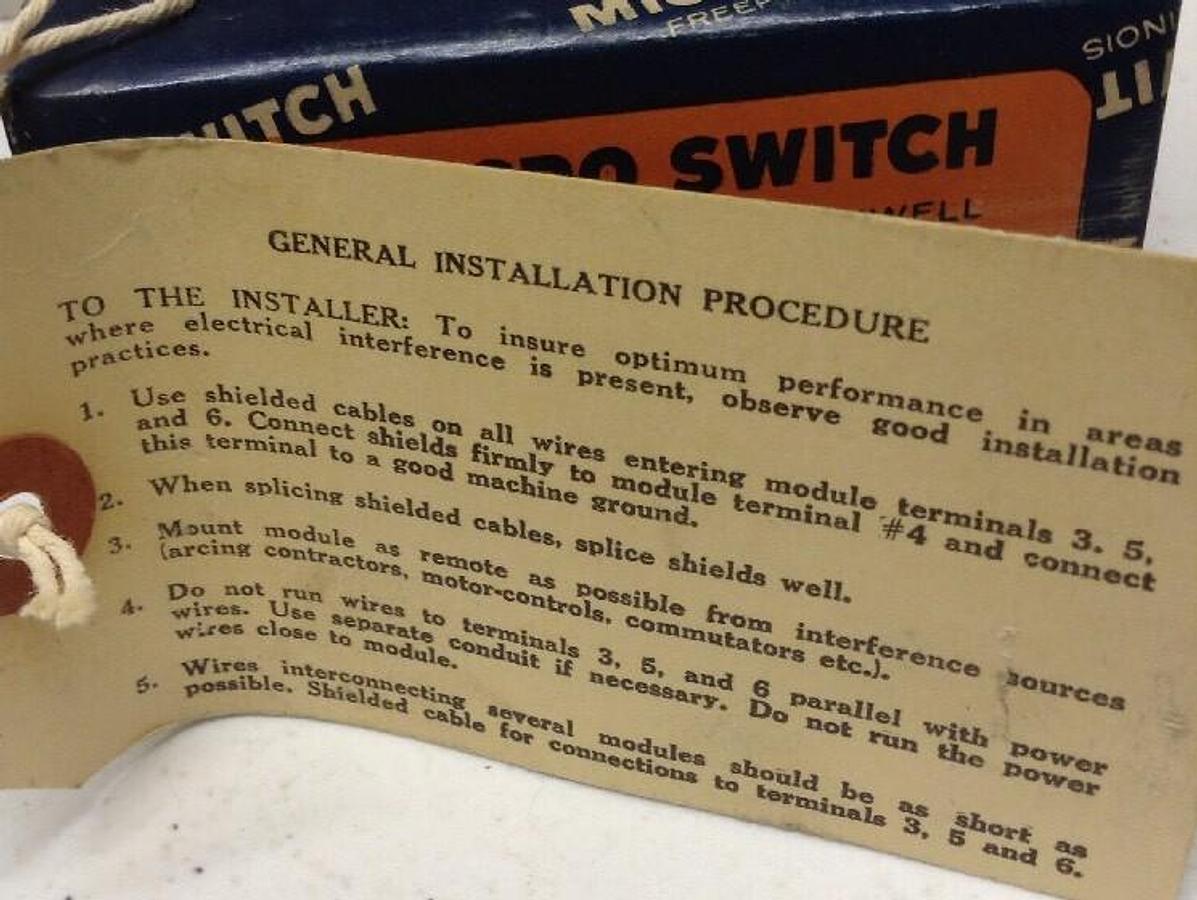 FREEP
SIONI
WITCH
SWITCH
WELL
GENERAL INSTALLATION PROCEDURE
TO THE INSTALLER: To insure optimum performance in areas
where electrical interference is present, observe good installation
practices.
1. Use shielded cables on all wires entering module terminals 3. 5,
and 6. Connect shields firmly to module terminal #4 and connect
this terminal to a good machine ground.
2. When splicing shielded cables, splice shields well.
3. Mount module as remote as possible from interference sources
(arcing contractors, motor-controls, commutators etc.).
4. Do not run wires to terminals 3, 5, and 6 parallel with power
wires. Use separate conduit if necessary. Do not run the power
wires close to module.
5. Wires interconnecting several modules should be as short as
possible. Shielded cable for connections to terminals 3, 5 and 6.